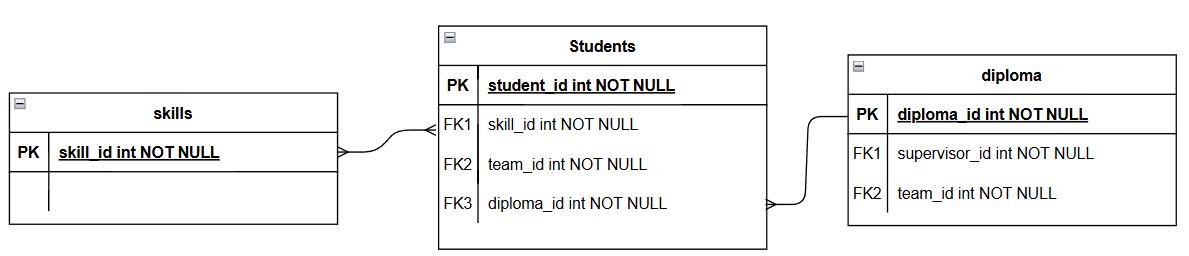 skills
PK skill_id int NOT NULL
Students
PK student_id int NOT NULL
FK1 skill_id int NOT NULL
FK2 team_id int NOT NULL
FK3 diploma_id int NOT NULL
diploma
PK diploma_id int NOT NULL
FK1 supervisor_id int NOT NULL
FK2 team_id int NOT NULL